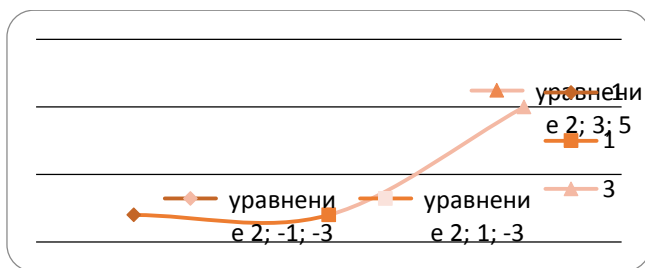 уравнени
е 2; 3; 5
1
1
3
уравнени
е 2; -1; -3
уравнени
е 2; 1; -3